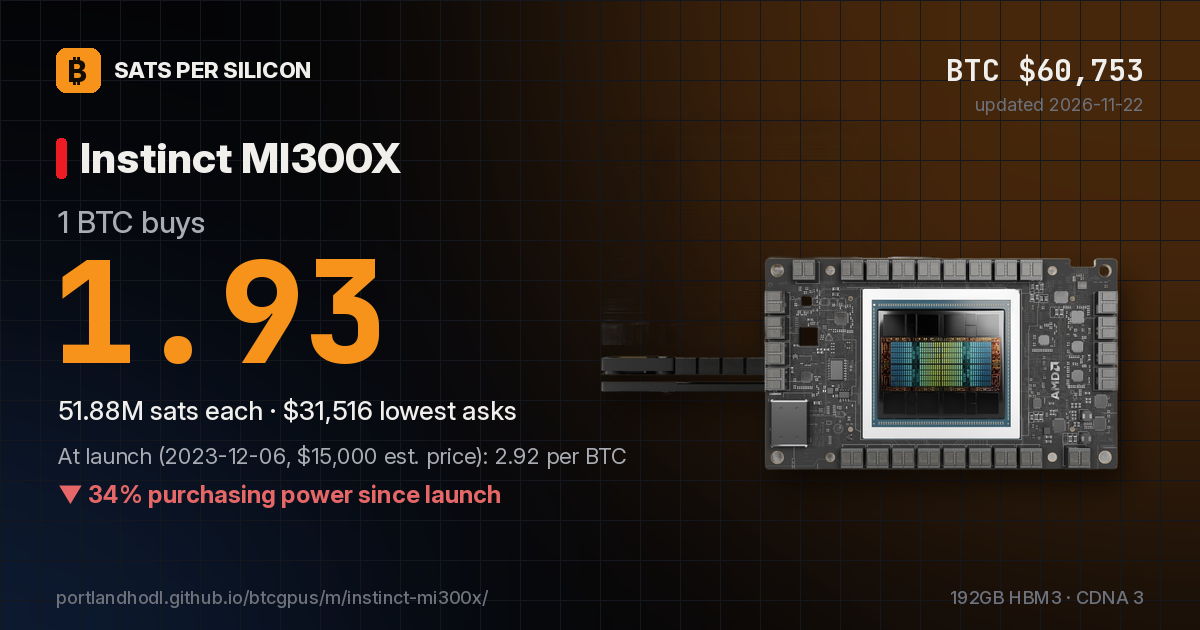 ₿ SATS PER SILICON
BTC $60,753
updated 2026-11-22
Instinct MI300X
1 BTC buys
1.93
51.88M sats each · $31,516 lowest asks
At launch (2023-12-06, $15,000 est. price): 2.92 per BTC
▼ 34% purchasing power since launch
AMD
portlandhodl.github.io/btcgpus/m/instinct-mi300x/
192GB HBM3 · CDNA 3